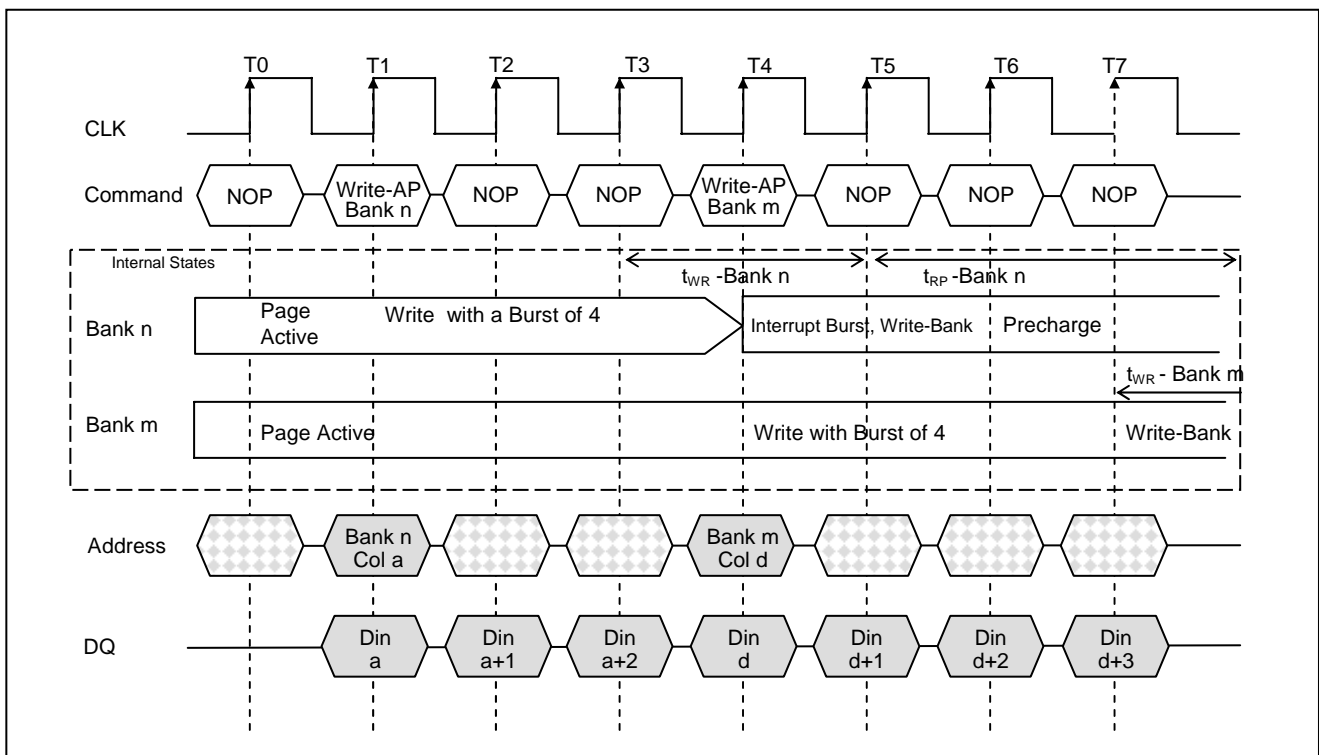 T0 T1 T2 T3 T4 T5 T6 T7
CLK
Command NOP Write-AP Bank n NOP NOP Write-AP Bank m NOP NOP NOP
Internal States
tWR -Bank n tRP -Bank n
Bank n Page Active Write with a Burst of 4 Interrupt Burst, Write-Bank Precharge
tWR - Bank m
Bank m Page Active Write with Burst of 4 Write-Bank
Address Bank n Col a Bank m Col d
DQ Din a Din a+1 Din a+2 Din d Din d+1 Din d+2 Din d+3